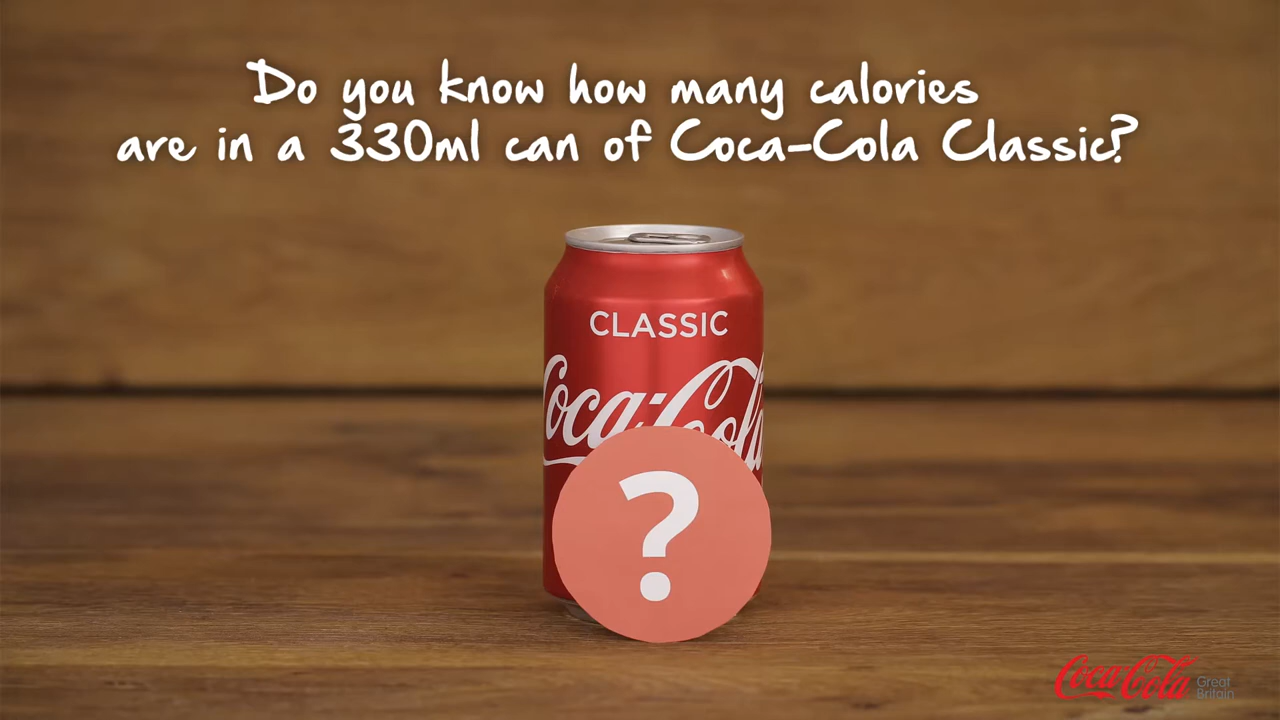 Do you know how many calories
are in a 330ml can of Coca-Cola Classic?
CLASSIC
Coca-Cola
?
Coca-Cola Great
Britain